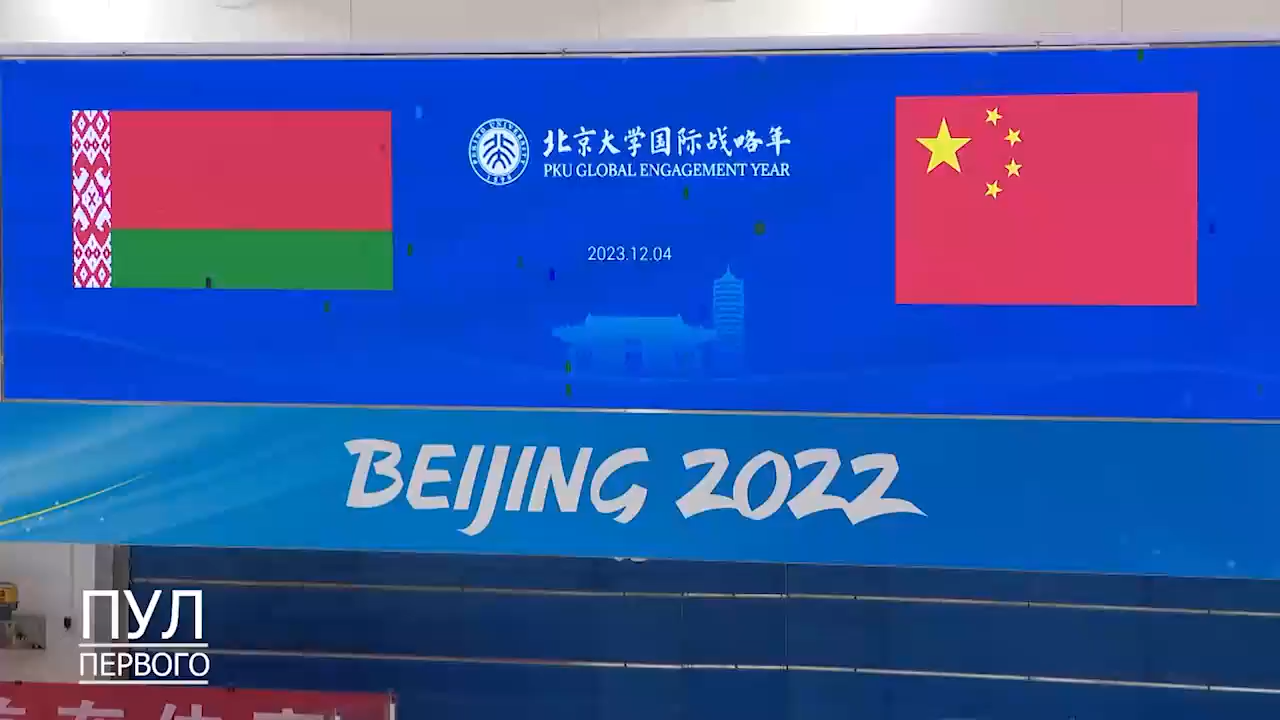 北京大学国际战略年
PKU GLOBAL ENGAGEMENT YEAR
2023.12.04
BEIJING 2022
ПУЛ
ПЕРВОГО